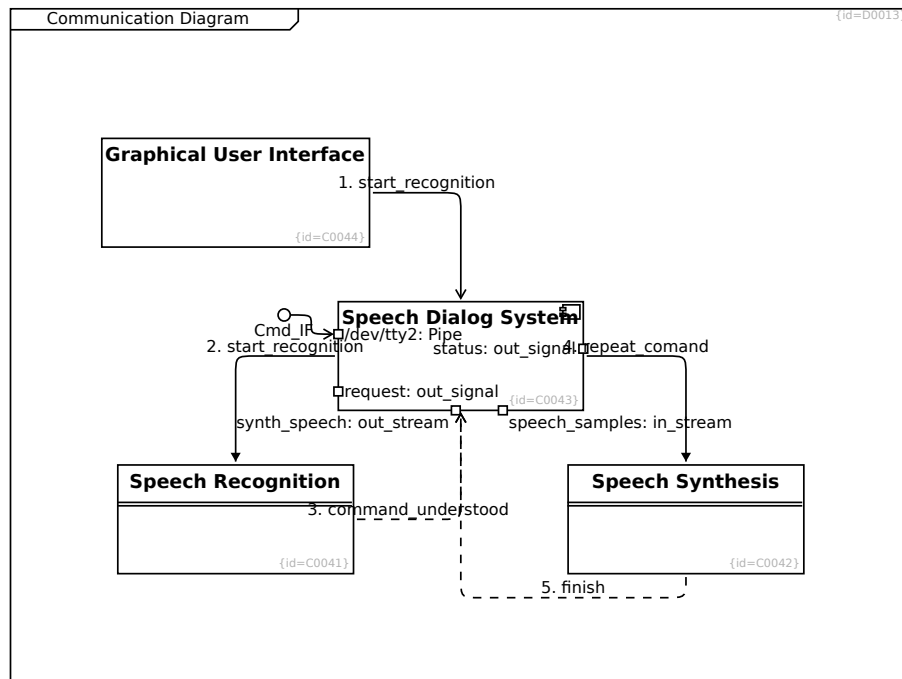 Communication Diagram
{id=D0013}
Graphical User Interface
1. start_recognition
{id=C0044}
Speech Dialog System
Cmd_IF
/dev/tty2: Pipe
2. start_recognition
status: out_signal
4. repeat_comand
request: out_signal
{id=C0043}
synth_speech: out_stream
speech_samples: in_stream
Speech Recognition
Speech Synthesis
3. command_understood
{id=C0041}
{id=C0042}
5. finish